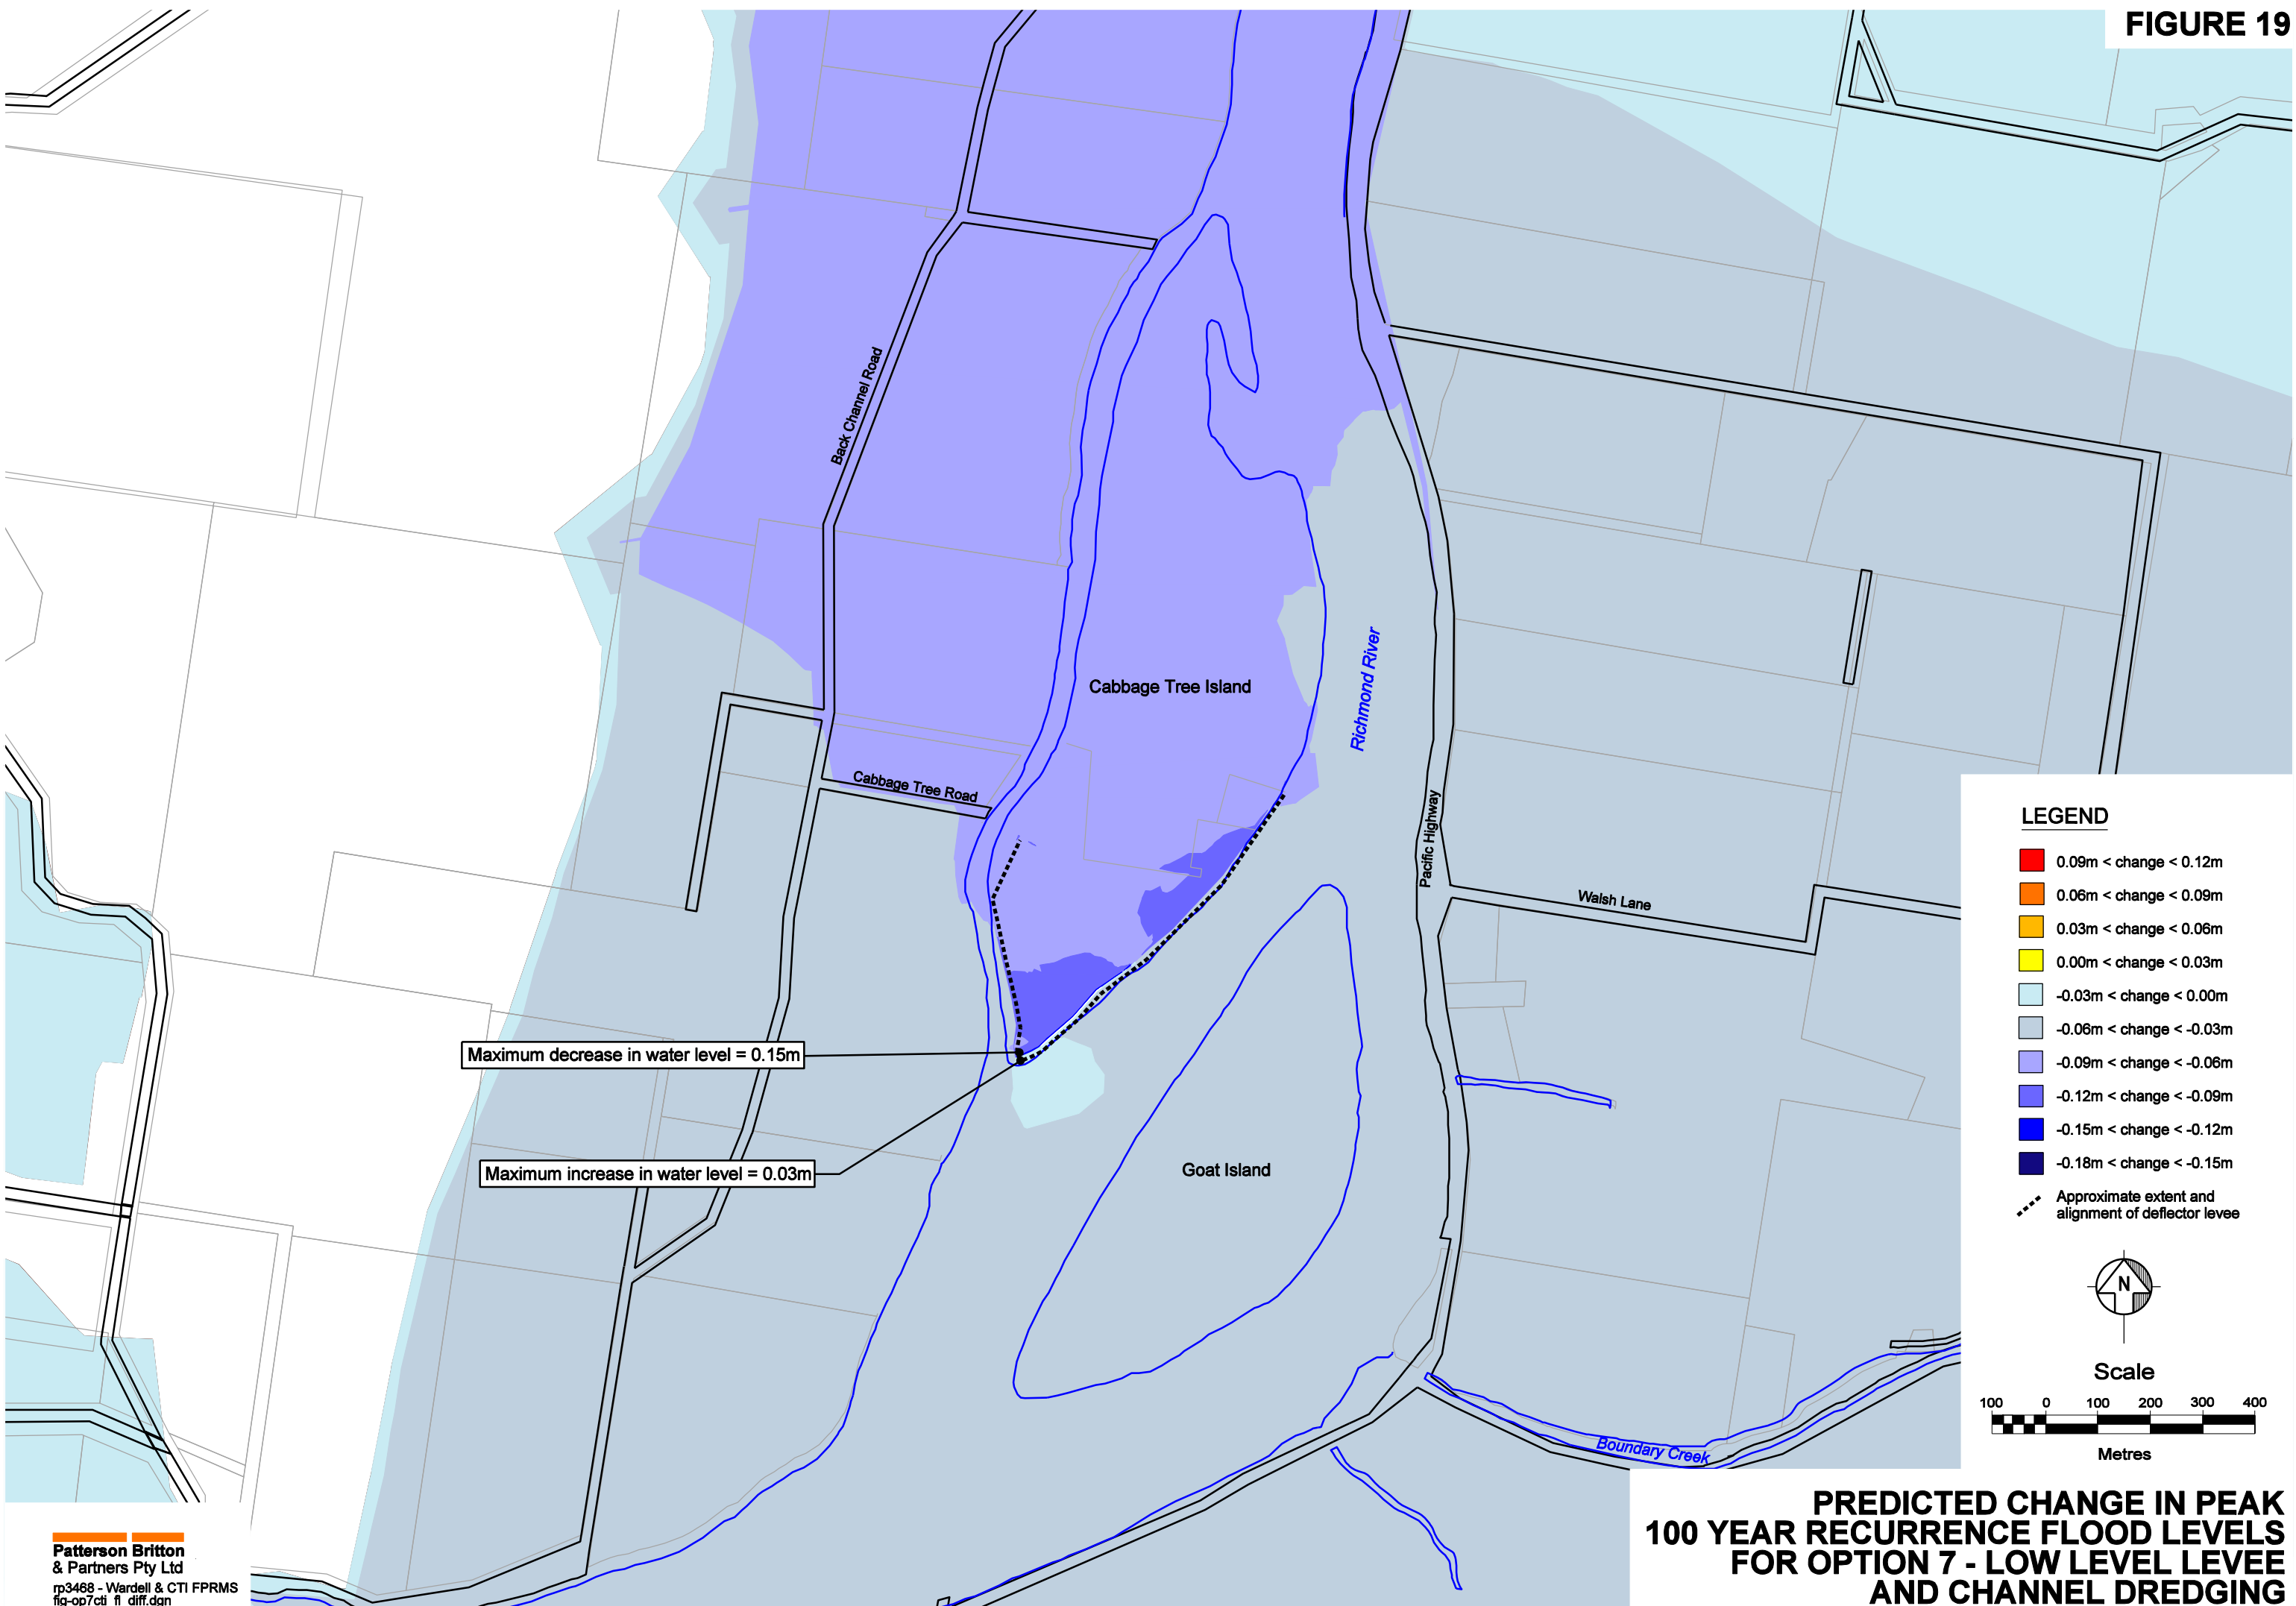 FIGURE 19
Back Channel Road
Cabbage Tree Island
Richmond River
Cabbage Tree Road
Pacific Highway
Walsh Lane
Maximum decrease in water level = 0.15m
Maximum increase in water level = 0.03m
Goat Island
Boundary Creek
LEGEND
0.09m < change < 0.12m
0.06m < change < 0.09m
0.03m < change < 0.06m
0.00m < change < 0.03m
-0.03m < change < 0.00m
-0.06m < change < -0.03m
-0.09m < change < -0.06m
-0.12m < change < -0.09m
-0.15m < change < -0.12m
-0.18m < change < -0.15m
Approximate extent and
alignment of deflector levee
N
Scale
100 0 100 200 300 400
Metres
Patterson Britton
& Partners Pty Ltd
rp3468 - Wardell & CTI FPRMS
fig-op7cti_fl_diff.dgn
PREDICTED CHANGE IN PEAK
100 YEAR RECURRENCE FLOOD LEVELS
FOR OPTION 7 - LOW LEVEL LEVEE
AND CHANNEL DREDGING